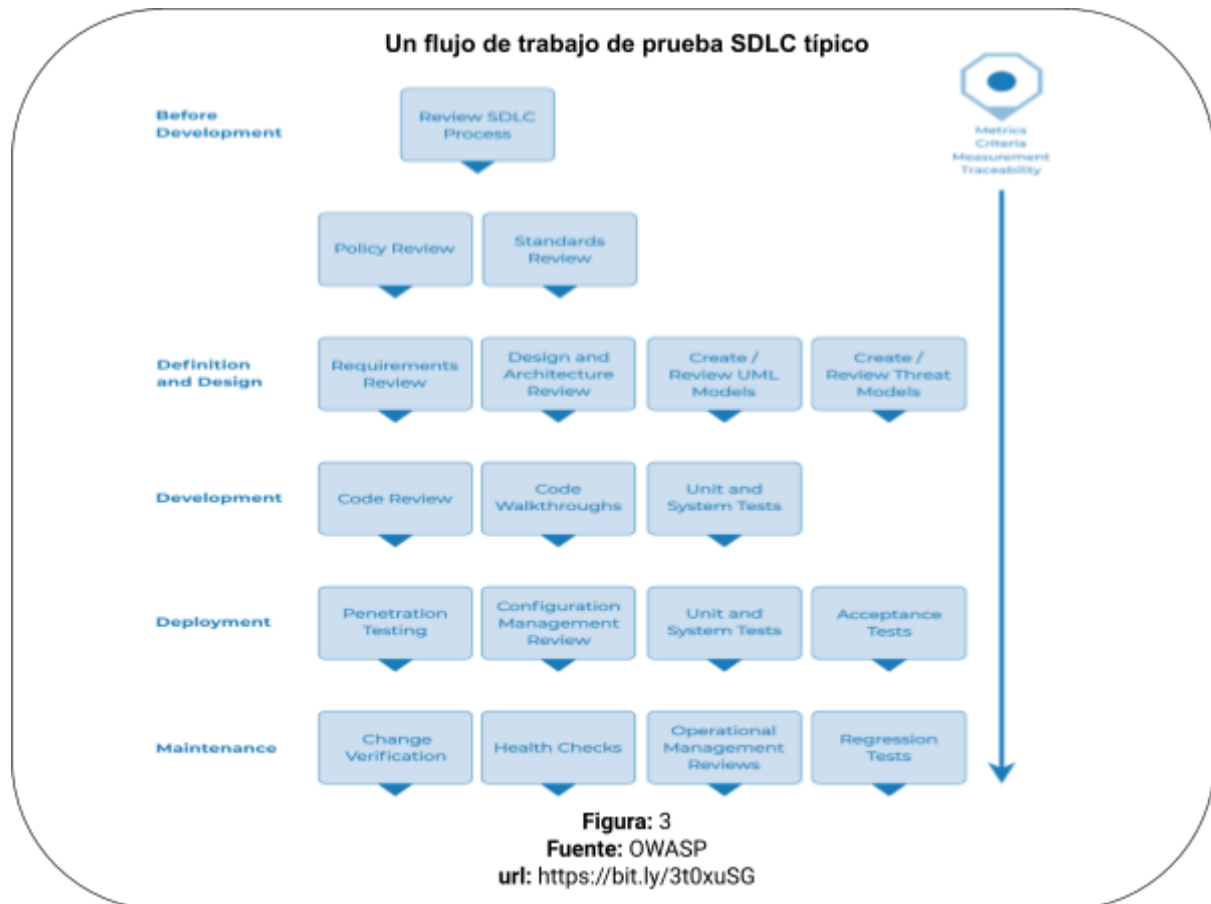 Un flujo de trabajo de prueba SDLC típico
Before
Development
Review SDLC
Process
Metrics
Criteria
Measurement
Traceability
Policy Review
Standards
Review
Definition
and Design
Requirements
Review
Design and
Architecture
Review
Create /
Review UML
Models
Create /
Review Threat
Models
Development
Code Review
Code
Walkthroughs
Unit and
System Tests
Deployment
Penetration
Testing
Configuration
Management
Review
Unit and
System Tests
Acceptance
Tests
Maintenance
Change
Verification
Health Checks
Operational
Management
Reviews
Regression
Tests
Figura: 3
Fuente: OWASP
url: https://bit.ly/3t0xuSG